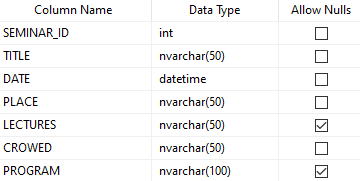 Column Name Data Type Allow Nulls
SEMINAR_ID int
TITLE nvarchar(50)
DATE datetime
PLACE nvarchar(50)
LECTURES nvarchar(50)
CROWED nvarchar(50)
PROGRAM nvarchar(100)